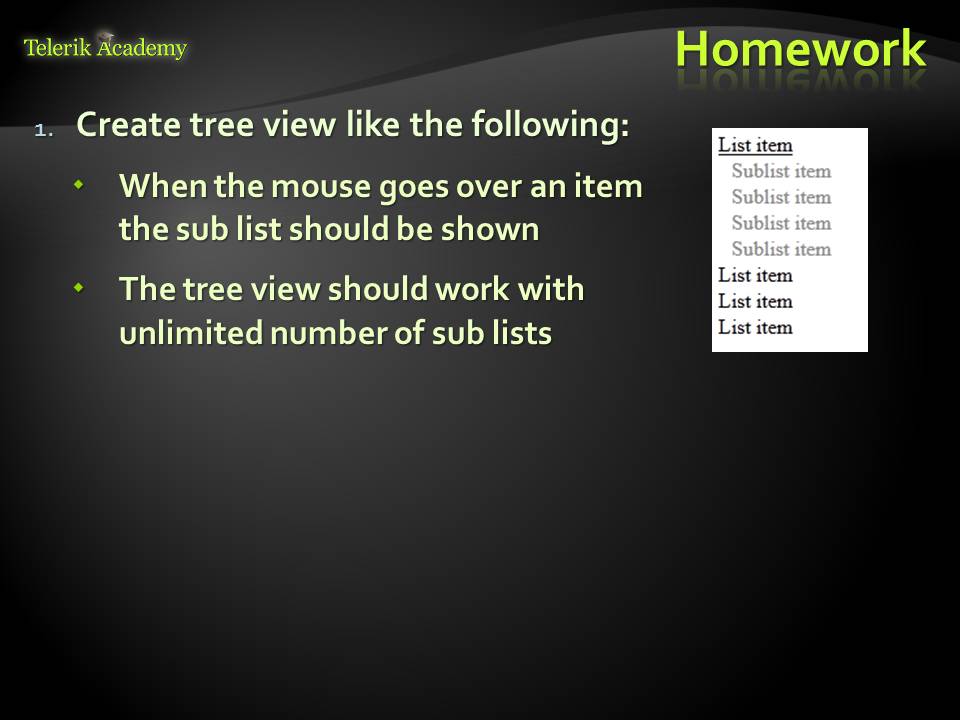 Telerik Academy
Homework
1. Create tree view like the following:
When the mouse goes over an item
the sub list should be shown
The tree view should work with
unlimited number of sub lists
List item
Sublist item
Sublist item
Sublist item
Sublist item
List item
List item
List item